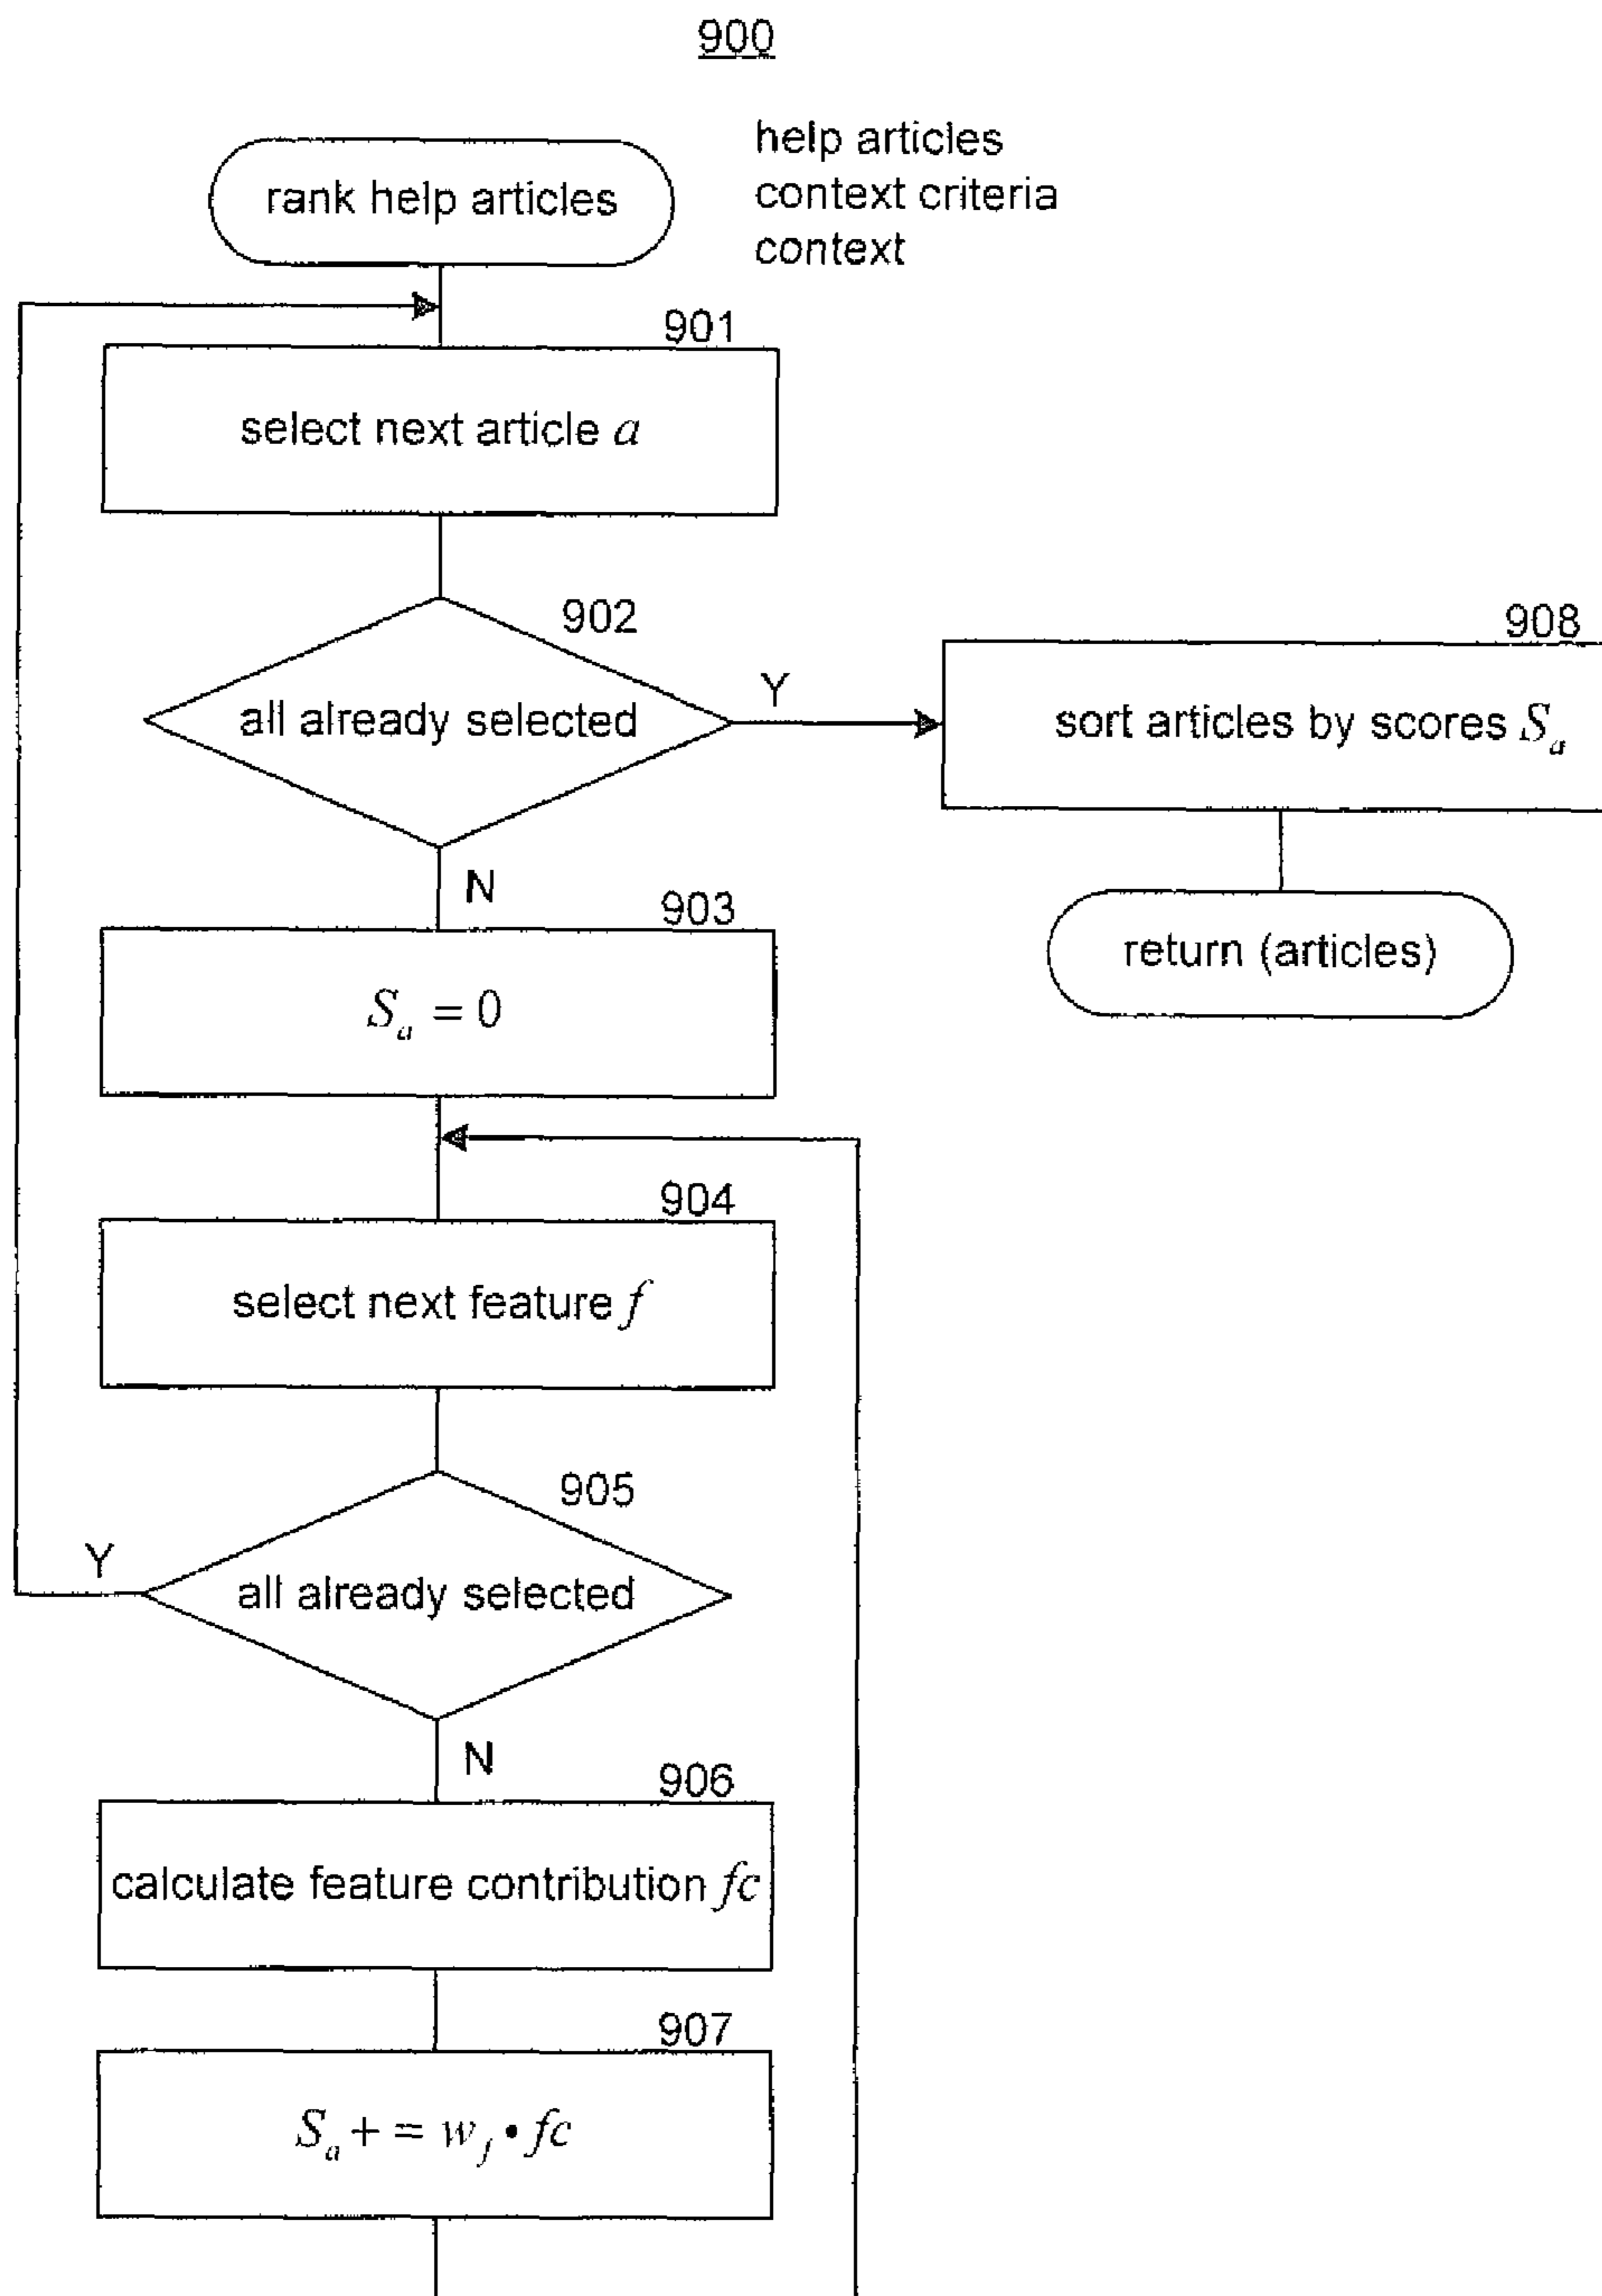 900
rank help articles
help articles
context criteria
context
901
select next article a
902
all already selected
Y
N
908
sort articles by scores Sₐ
return (articles)
903
Sₐ = 0
904
select next feature f
905
all already selected
Y
N
906
calculate feature contribution fc
907
Sₐ + = w_f • fc